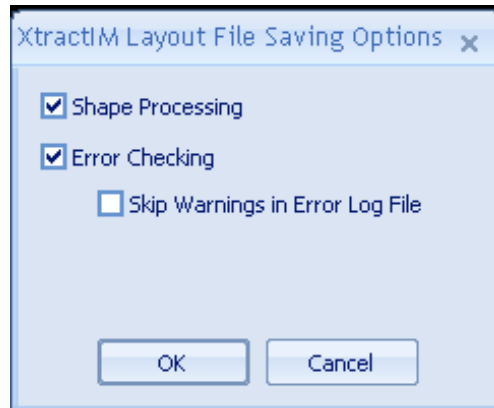 XtractIM Layout File Saving Options
Shape Processing
Error Checking
Skip Warnings in Error Log File
OK Cancel